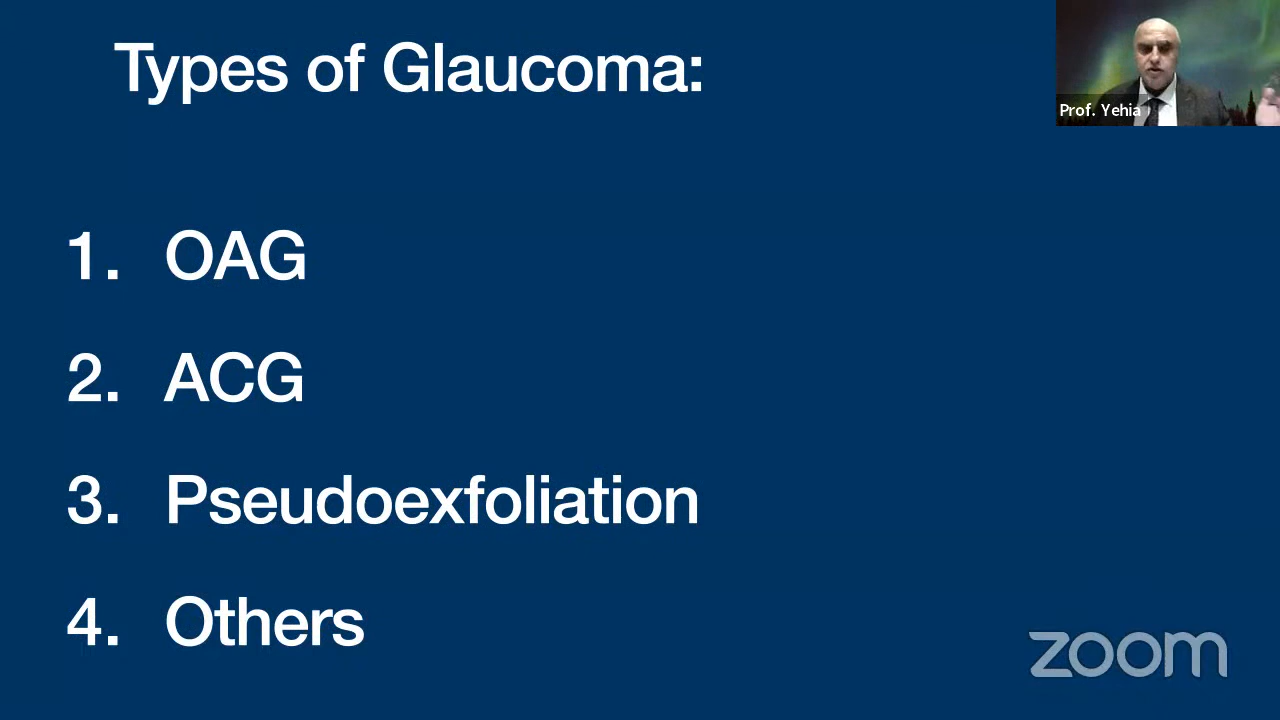 Types of Glaucoma:
Prof. Yehia
1. OAG
2. ACG
3. Pseudoexfoliation
4. Others
zoom